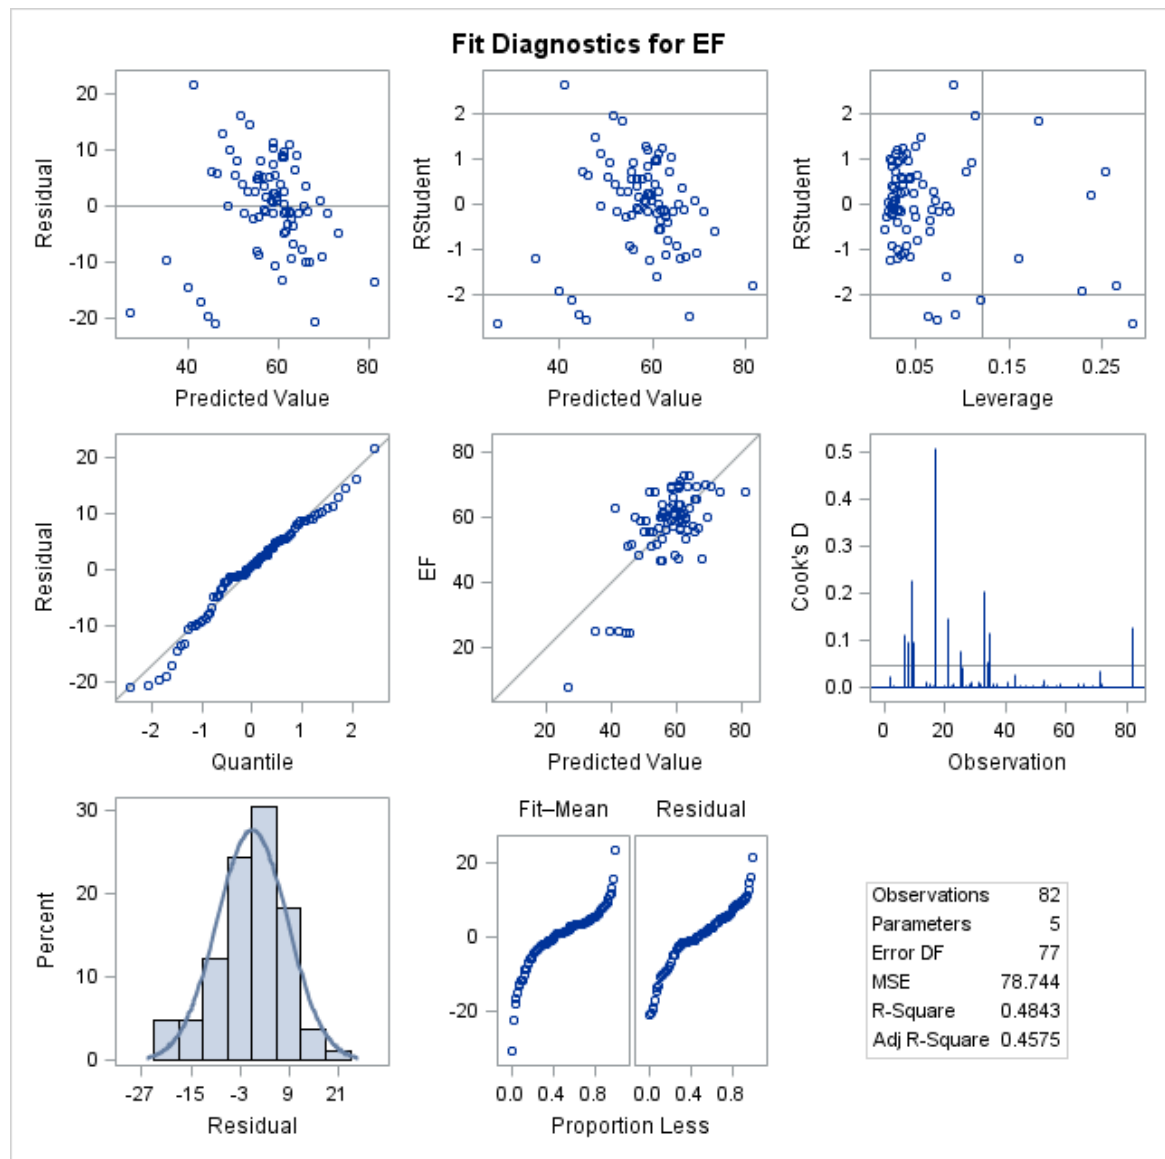 Fit Diagnostics for EF
20
10
0
-10
-20
Residual
40 60 80
Predicted Value
2
1
0
-1
-2
RStudent
40 60 80
Predicted Value
2
1
0
-1
-2
RStudent
0.05 0.15 0.25
Leverage
20
10
0
-10
-20
Residual
-2 -1 0 1 2
Quantile
80
60
40
20
EF
20 40 60 80
Predicted Value
0.5
0.4
0.3
0.2
0.1
0.0
Cook's D
0 20 40 60 80
Observation
30
20
10
0
Percent
-27 -15 -3 9 21
Residual
Fit–Mean Residual
20
0
-20
0.0 0.4 0.8 0.0 0.4 0.8
Proportion Less
Observations 82
Parameters 5
Error DF 77
MSE 78.744
R-Square 0.4843
Adj R-Square 0.4575